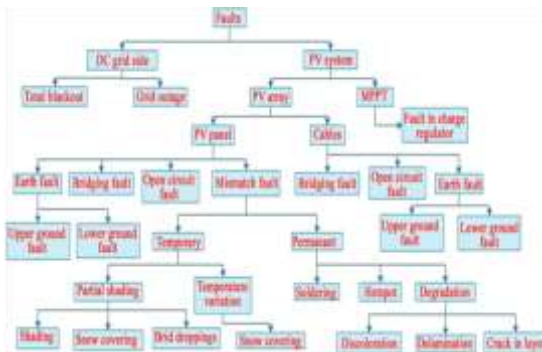 Faults
DC grid side
PV system
Total blackout
Grid outage
PV array
MPPT
Fault in charge
regulator
PV panel
Cables
Earth fault
Bridging fault
Open circuit
fault
Mismatch fault
Bridging fault
Open circuit
fault
Earth fault
Upper ground
fault
Lower ground
fault
Upper ground
fault
Lower ground
fault
Temporary
Permanant
Partial shading
Temperature
variation
Soldering
Hotspot
Degradation
Shading
Snow covering
Brid droppings
Snow covering
Discoloration
Delamination
Crack in layer